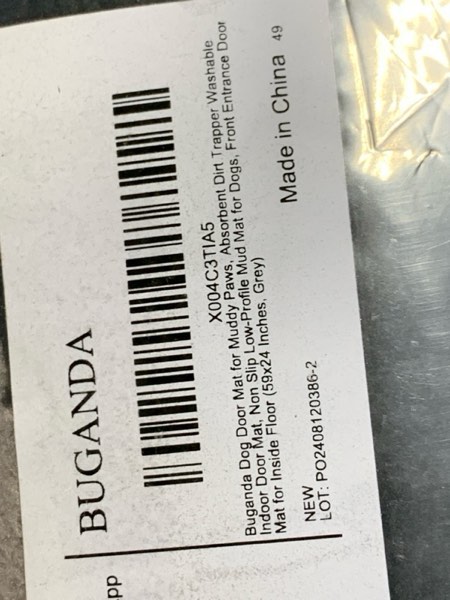 BUGANDA
X004C3TIA5
Buganda Dog Door Mat for Muddy Paws, Absorbent Dirt Trapper Washable
Indoor Door Mat, Non Slip Low-Profile Mud Mat for Dogs, Front Entrance Door
Mat for Inside Floor (59x24 Inches, Grey)
NEW
Made in China 49
LOT: PO2408120386-2
pp